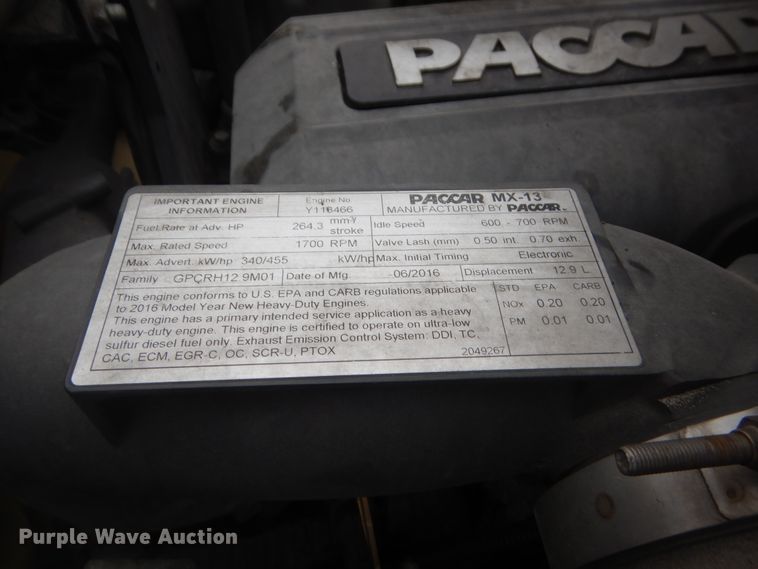 PACCAR
IMPORTANT ENGINE INFORMATION
Engine No Y116466
PACCAR MX-13
MANUFACTURED BY PACCAR
Fuel Rate at Adv. HP 264.3 mm³/stroke
Idle Speed 600 - 700 RPM
Max. Rated Speed 1700 RPM
Valve Lash (mm) 0.50 int. 0.70 exh.
Max. Advert. kW/hp 340/455 kW/hp
Max. Initial Timing Electronic
Family GPCRH12.9M01
Date of Mfg. -06/2016
Displacement 12.9 L
This engine conforms to U.S. EPA and CARB regulations applicable
to 2016 Model Year New Heavy-Duty Engines.
This engine has a primary intended service application as a heavy
heavy-duty engine. This engine is certified to operate on ultra-low
sulfur diesel fuel only. Exhaust Emission Control System: DDI, TC,
CAC, ECM, EGR-C, OC, SCR-U, PTOX
2049267
STD EPA CARB
NOx 0.20 0.20
PM 0.01 0.01
Purple Wave Auction